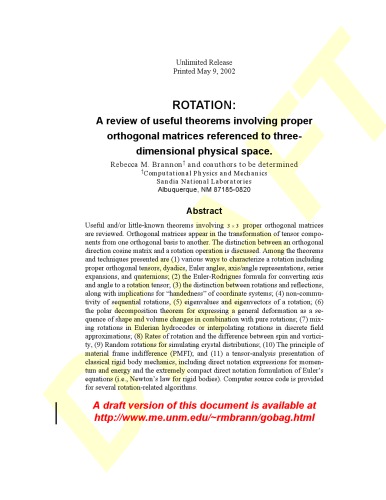 Unlimited Release
Printed May 9, 2002
ROTATION:
A review of useful theorems involving proper
orthogonal matrices referenced to three-
dimensional physical space.
Rebecca M. Brannon† and coauthors to be determined
†Computational Physics and Mechanics
Sandia National Laboratories
Albuquerque, NM 87185-0820
Abstract
Useful and/or little-known theorems involving 3×3 proper orthogonal matrices
are reviewed. Orthogonal matrices appear in the transformation of tensor compo-
nents from one orthogonal basis to another. The distinction between an orthogonal
direction cosine matrix and a rotation operation is discussed. Among the theorems
and techniques presented are (1) various ways to characterize a rotation including
proper orthogonal tensors, dyadics, Euler angles, axis/angle representations, series
expansions, and quaternions; (2) the Euler-Rodrigues formula for converting axis
and angle to a rotation tensor; (3) the distinction between rotations and reflections,
along with implications for "handedness" of coordinate systems; (4) non-commu-
tivity of sequential rotations, (5) eigenvalues and eigenvectors of a rotation; (6)
the polar decomposition theorem for expressing a general deformation as a se-
quence of shape and volume changes in combination with pure rotations; (7) mix-
ing rotations in Eulerian hydrocodes or interpolating rotations in discrete field
approximations; (8) Rates of rotation and the difference between spin and vortici-
ty, (9) Random rotations for simulating crystal distributions; (10) The principle of
material frame indifference (PMFI); and (11) a tensor-analysis presentation of
classical rigid body mechanics, including direct notation expressions for momen-
tum and energy and the extremely compact direct notation formulation of Euler's
equations (i.e., Newton's law for rigid bodies). Computer source code is provided
for several rotation-related algorithms.
A draft version of this document is available at
http://www.me.unm.edu/~rmbrann/gobag.html
DRAFT